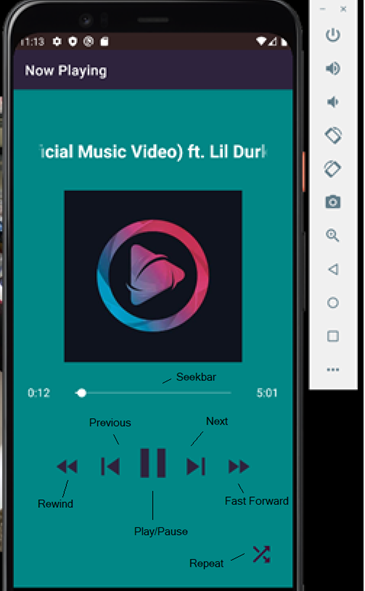 11:13
Now Playing
icial Music Video) ft. Lil Durk
Seekbar
0:12
5:01
Previous
Next
Rewind
Fast Forward
Play/Pause
Repeat